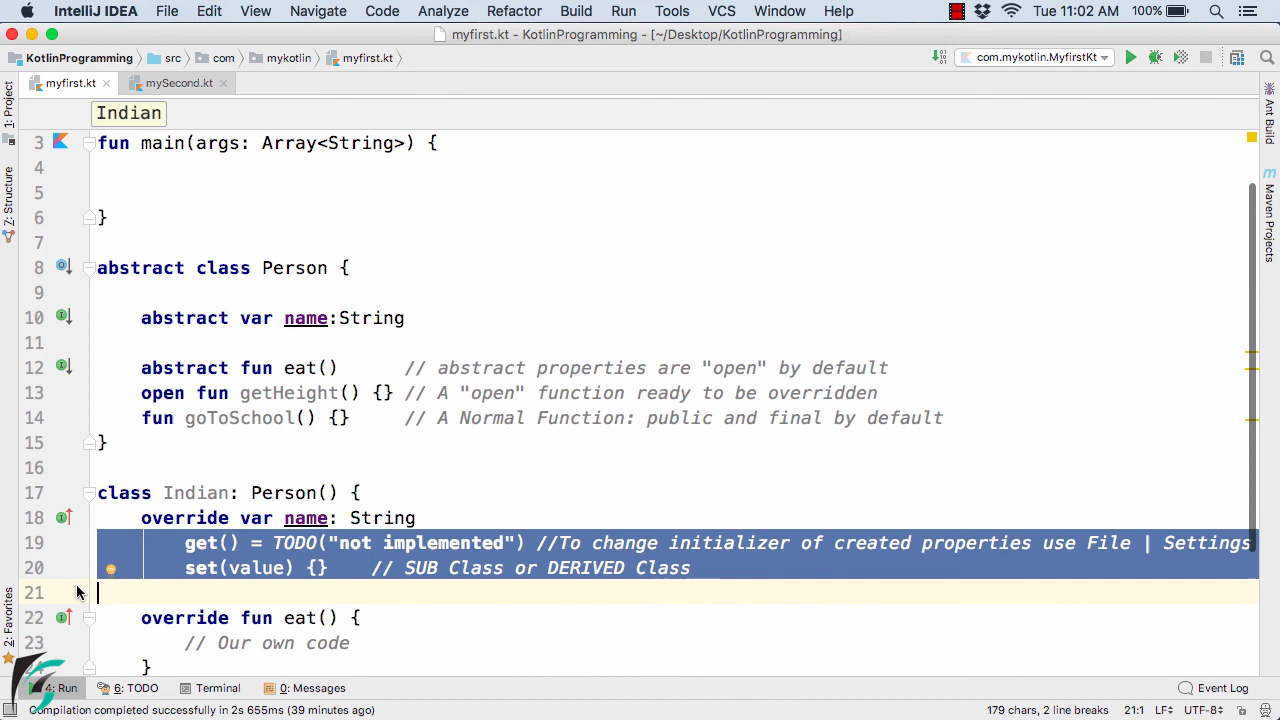 IntelliJ IDEA File Edit View Navigate Code Analyze Refactor Build Run Tools VCS Window Help Tue 11:02 AM 100%
myfirst.kt - KotlinProgramming - [~/Desktop/KotlinProgramming]
KotlinProgramming src com mykotlin myfirst.kt com.mykotlin.MyfirstKt
myfirst.kt mySecond.kt
Indian
1: Project
7: Structure
2: Favorites
Ant Build
Maven Projects
3 fun main(args: Array<String>) {
4
5
6 }
7
8 abstract class Person {
9
10 abstract var name:String
11
12 abstract fun eat() // abstract properties are "open" by default
13 open fun getHeight() {} // A "open" function ready to be overridden
14 fun goToSchool() {} // A Normal Function: public and final by default
15 }
16
17 class Indian: Person() {
18 override var name: String
19 get() = TODO("not implemented") //To change initializer of created properties use File | Settings
20 set(value) {} // SUB Class or DERIVED Class
21
22 override fun eat() {
23 // Our own code
24 }
4: Run 6: TODO Terminal 0: Messages Event Log
Compilation completed successfully in 2s 655ms (39 minutes ago) 179 chars, 2 line breaks 21:1 LF UTF-8